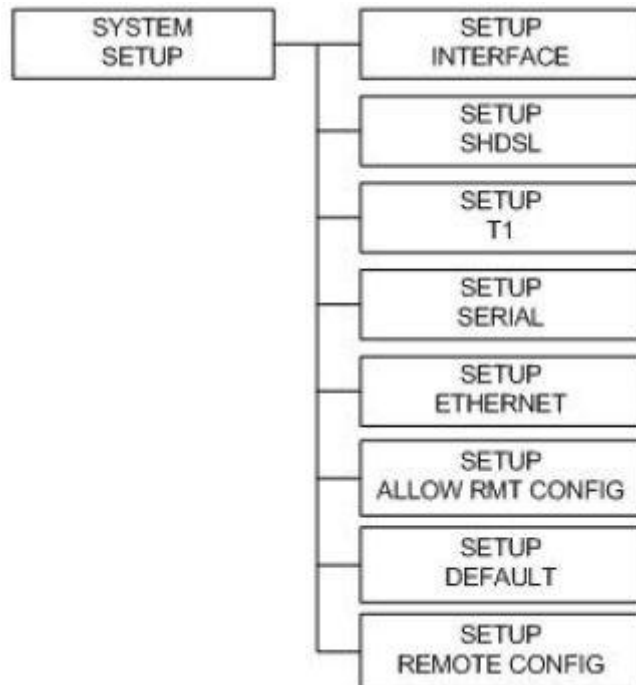 SYSTEM
SETUP
SETUP
INTERFACE
SETUP
SHDSL
SETUP
T1
SETUP
SERIAL
SETUP
ETHERNET
SETUP
ALLOW RMT CONFIG
SETUP
DEFAULT
SETUP
REMOTE CONFIG